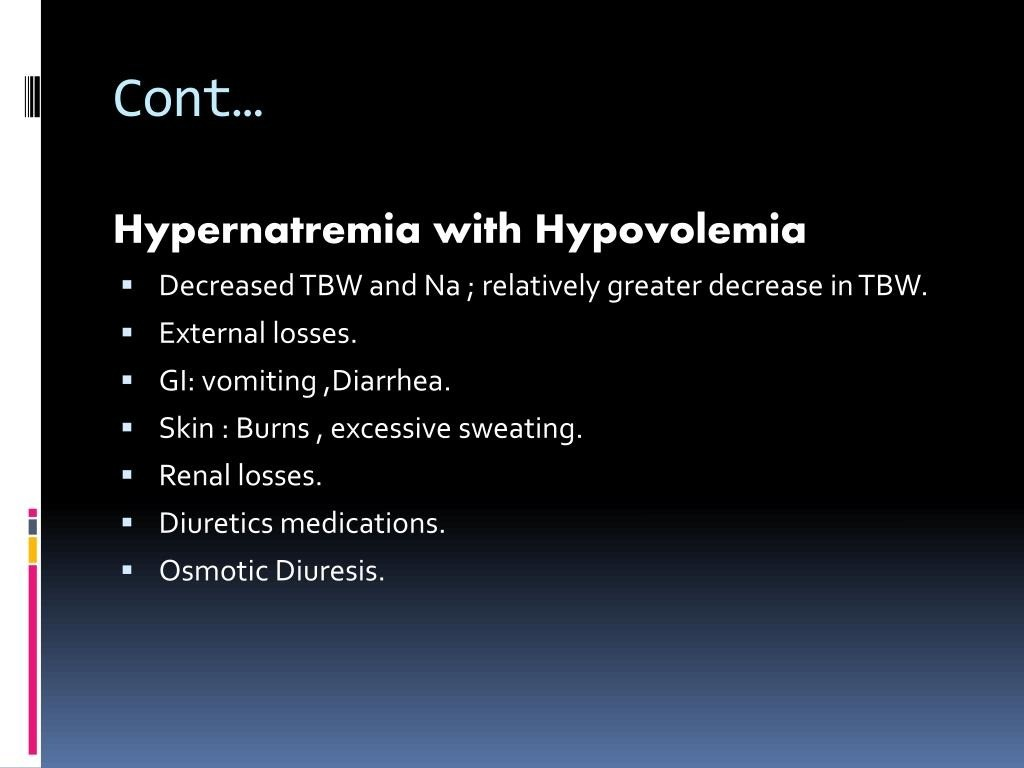 Cont…
Hypernatremia with Hypovolemia
▪ Decreased TBW and Na ; relatively greater decrease in TBW.
▪ External losses.
▪ GI: vomiting ,Diarrhea.
▪ Skin : Burns , excessive sweating.
▪ Renal losses.
▪ Diuretics medications.
▪ Osmotic Diuresis.